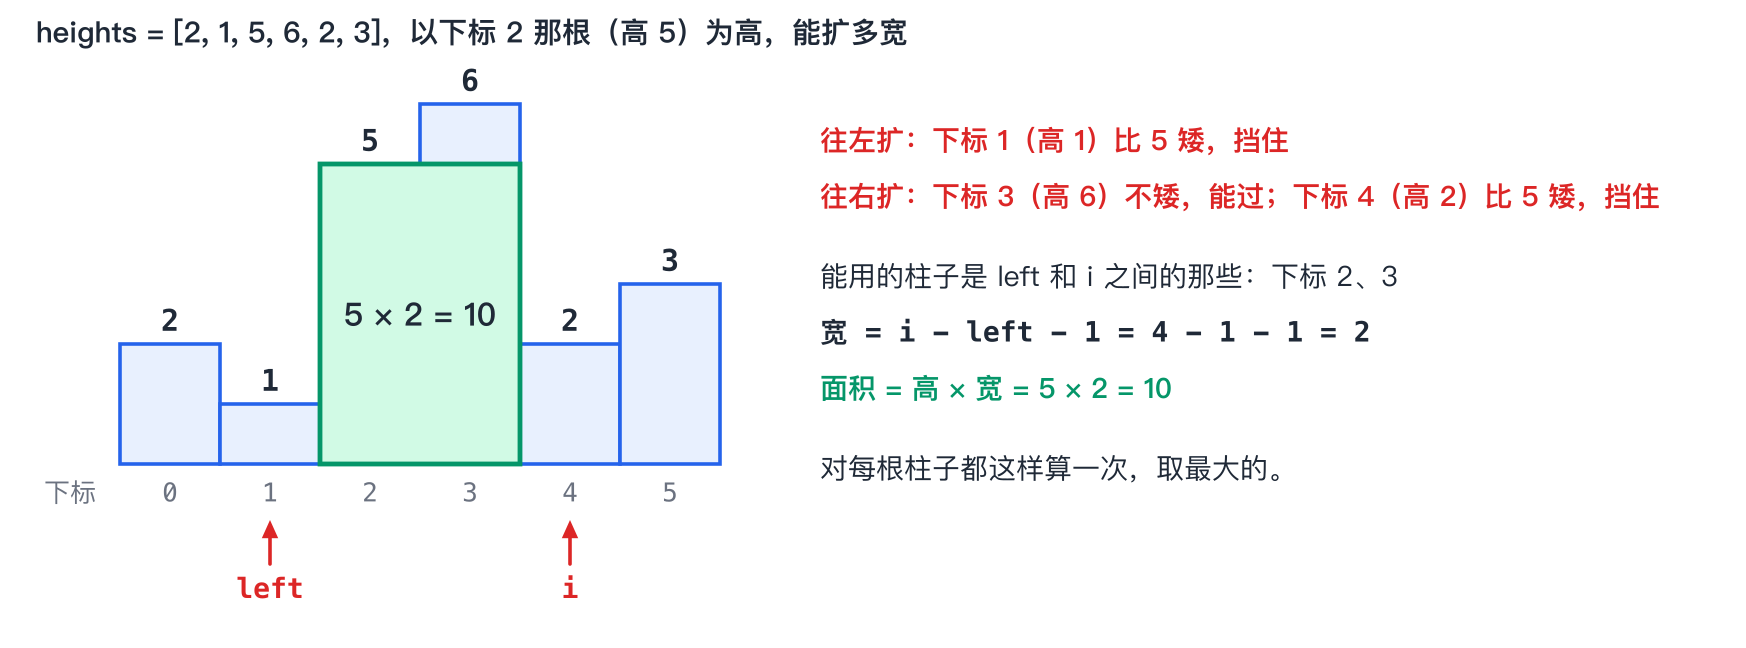 heights = [2, 1, 5, 6, 2, 3]，以下标 2 那根（高 5）为高，能扩多宽
6
5
3
2
2
1
5 × 2 = 10
下标 0 1 2 3 4 5
left i
往左扩：下标 1（高 1）比 5 矮，挡住
往右扩：下标 3（高 6）不矮，能过；下标 4（高 2）比 5 矮，挡住
能用的柱子是 left 和 i 之间的那些：下标 2、3
宽 = i − left − 1 = 4 − 1 − 1 = 2
面积 = 高 × 宽 = 5 × 2 = 10
对每根柱子都这样算一次，取最大的。